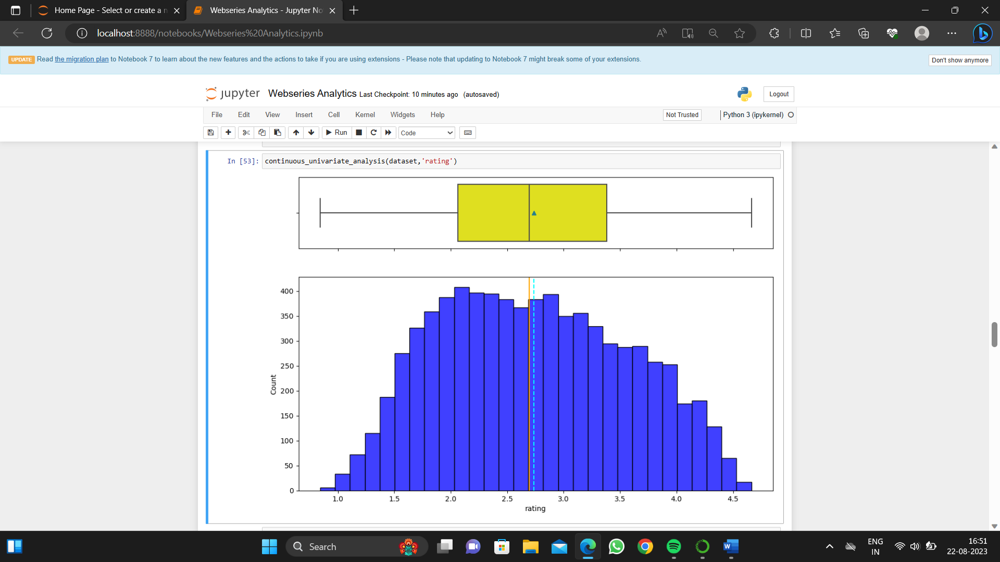 Home Page - Select or create a n
Webseries Analytics - Jupyter No
localhost:8888/notebooks/Webseries%20Analytics.ipynb
UPDATE Read the migration plan to Notebook 7 to learn about the new features and the actions to take if you are using extensions - Please note that updating to Notebook 7 might break some of your extensions.
Don't show anymore
jupyter Webseries Analytics Last Checkpoint: 10 minutes ago (autosaved)
Logout
File Edit View Insert Cell Kernel Widgets Help
Not Trusted
Python 3 (ipykernel)
Run
Code
In [53]: continuous_univariate_analysis(dataset,'rating')
400
350
300
250
200
150
100
50
0
Count
1.0 1.5 2.0 2.5 3.0 3.5 4.0 4.5
rating
Search
ENG
IN
16:51
22-08-2023